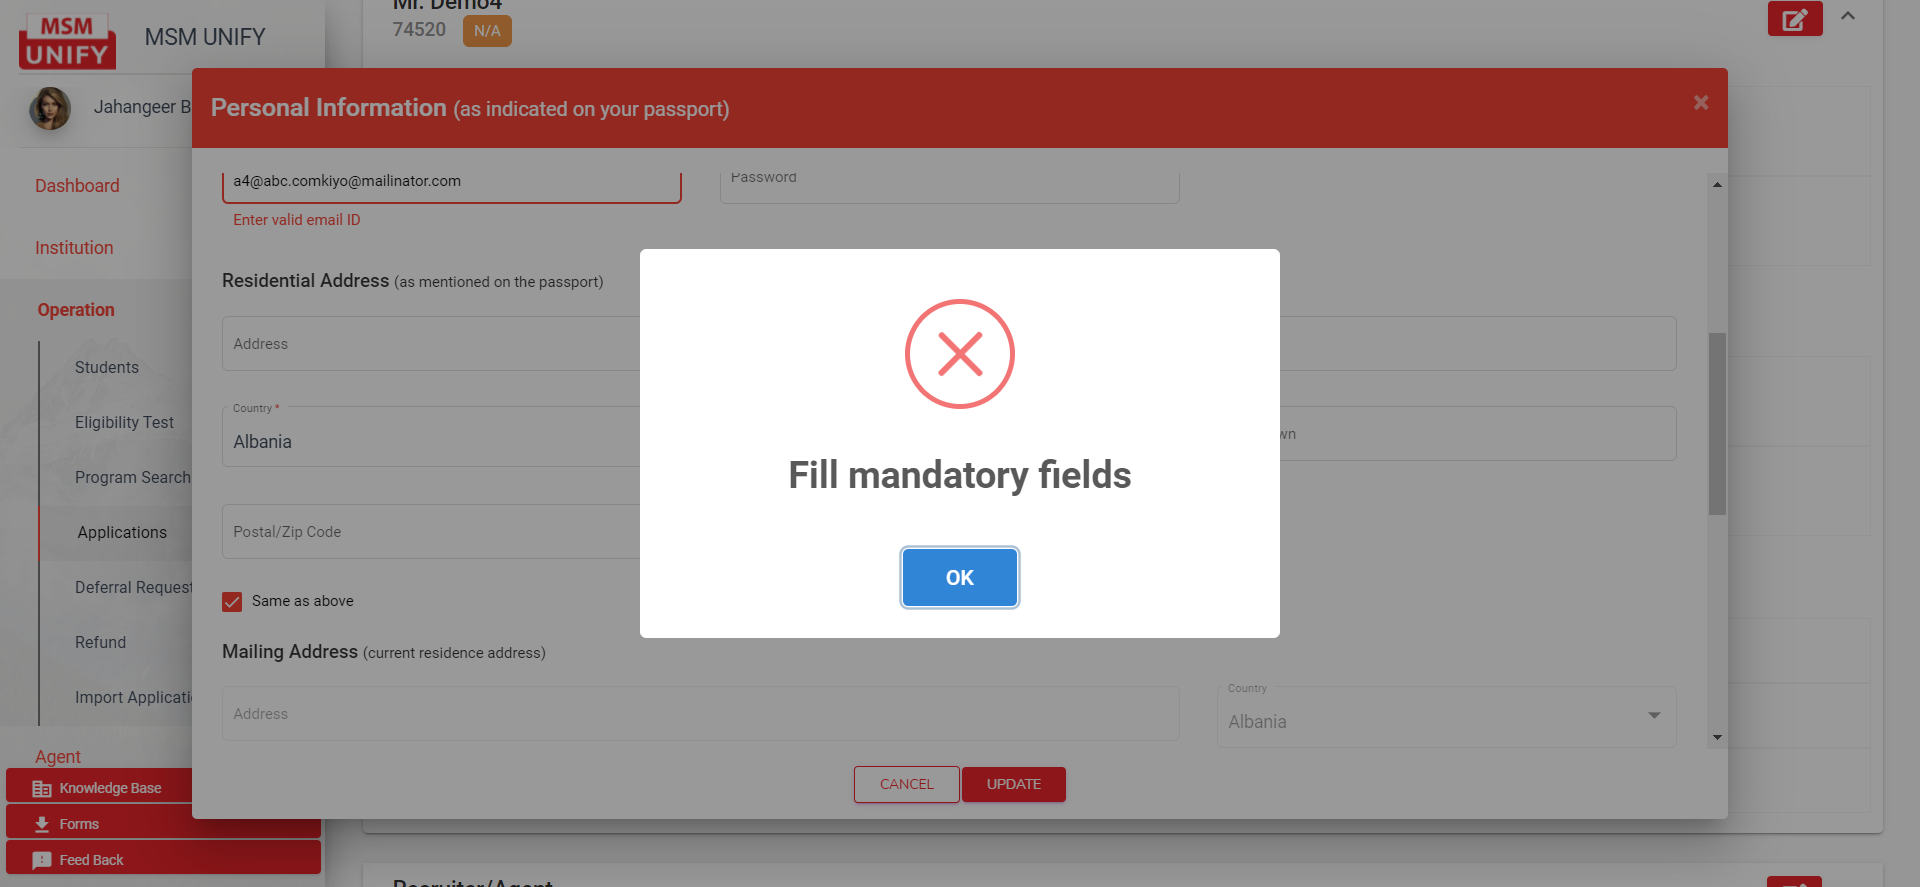 Mr. Demo4
74520 N/A
MSM
UNIFY
MSM UNIFY
Jahangeer B
Dashboard
Institution
Operation
Students
Eligibility Test
Program Search
Applications
Deferral Request
Refund
Import Applicati
Agent
Knowledge Base
Forms
Feed Back
Personal Information (as indicated on your passport)
×
a4@abc.comkiyo@mailinator.com
Password
Enter valid email ID
Residential Address (as mentioned on the passport)
Address
Country *
Albania
wn
Postal/Zip Code
Same as above
Mailing Address (current residence address)
Address
Country
Albania
CANCEL UPDATE
Fill mandatory fields
OK
Recruiter/Agent